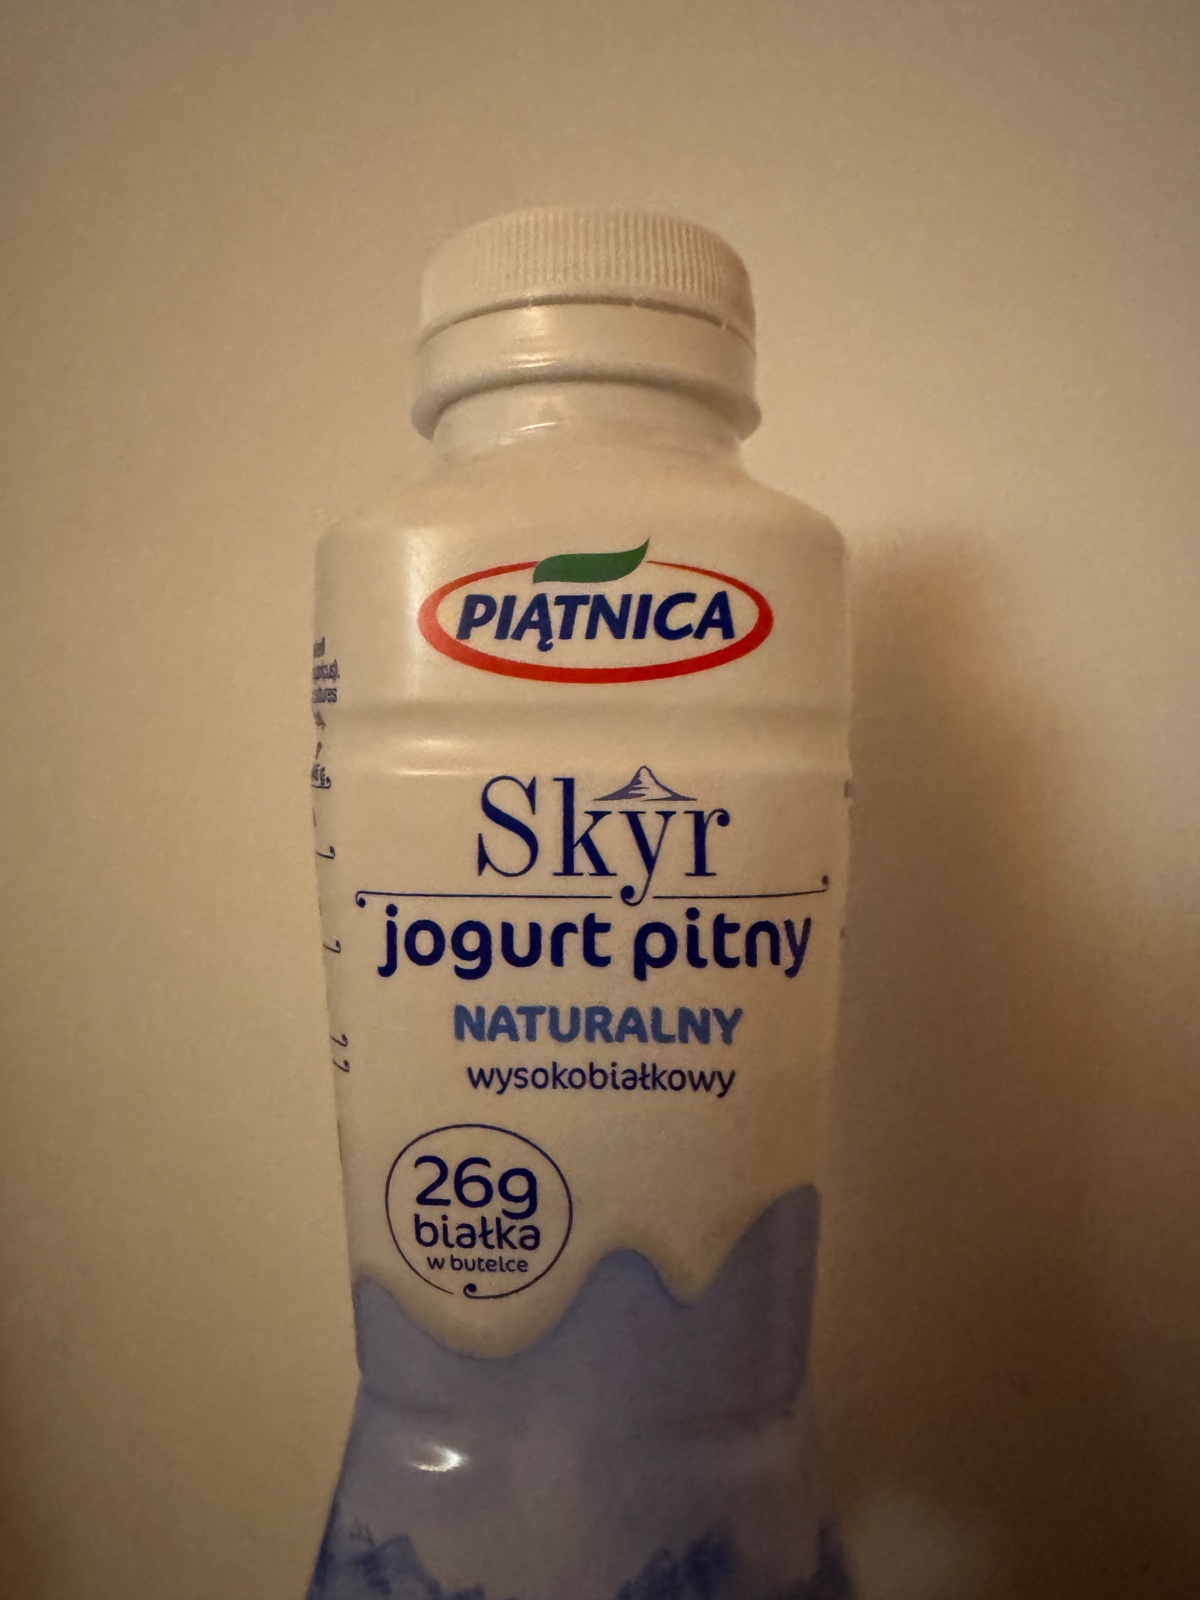 PIĄTNICA
Skyr
jogurt pitny
NATURALNY
wysokobiałkowy
26g
białka
w butelce